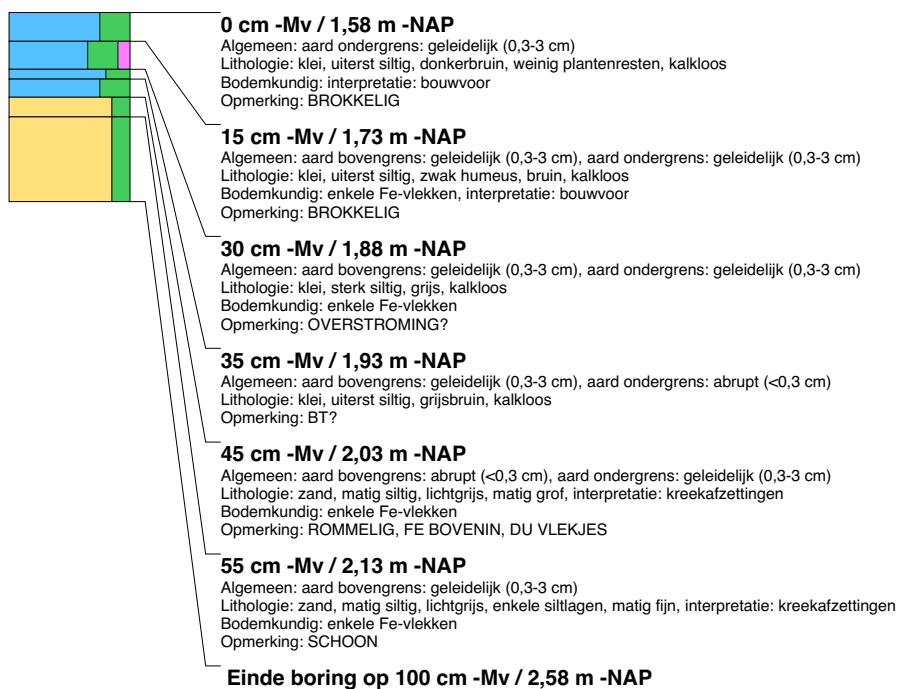 0 cm -Mv / 1,58 m -NAP
Algemeen: aard ondergrens: geleidelijk (0,3-3 cm)
Lithologie: klei, uiterst siltig, donkerbruin, weinig plantenresten, kalkloos
Bodemkundig: interpretatie: bouwvoor
Opmerking: BROKKELIG
15 cm -Mv / 1,73 m -NAP
Algemeen: aard bovengrens: geleidelijk (0,3-3 cm), aard ondergrens: geleidelijk (0,3-3 cm)
Lithologie: klei, uiterst siltig, zwak humeus, bruin, kalkloos
Bodemkundig: enkele Fe-vlekken, interpretatie: bouwvoor
Opmerking: BROKKELIG
30 cm -Mv / 1,88 m -NAP
Algemeen: aard bovengrens: geleidelijk (0,3-3 cm), aard ondergrens: geleidelijk (0,3-3 cm)
Lithologie: klei, sterk siltig, grijs, kalkloos
Bodemkundig: enkele Fe-vlekken
Opmerking: OVERSTROMING?
35 cm -Mv / 1,93 m -NAP
Algemeen: aard bovengrens: geleidelijk (0,3-3 cm), aard ondergrens: abrupt (<0,3 cm)
Lithologie: klei, uiterst siltig, grijsbruin, kalkloos
Opmerking: BT?
45 cm -Mv / 2,03 m -NAP
Algemeen: aard bovengrens: abrupt (<0,3 cm), aard ondergrens: geleidelijk (0,3-3 cm)
Lithologie: zand, matig siltig, lichtgrijs, matig grof, interpretatie: kreekafzettingen
Bodemkundig: enkele Fe-vlekken
Opmerking: ROMMELIG, FE BOVENIN, DU VLEKJES
55 cm -Mv / 2,13 m -NAP
Algemeen: aard bovengrens: geleidelijk (0,3-3 cm)
Lithologie: zand, matig siltig, lichtgrijs, enkele siltlagen, matig fijn, interpretatie: kreekafzettingen
Bodemkundig: enkele Fe-vlekken
Opmerking: SCHOON
Einde boring op 100 cm -Mv / 2,58 m -NAP